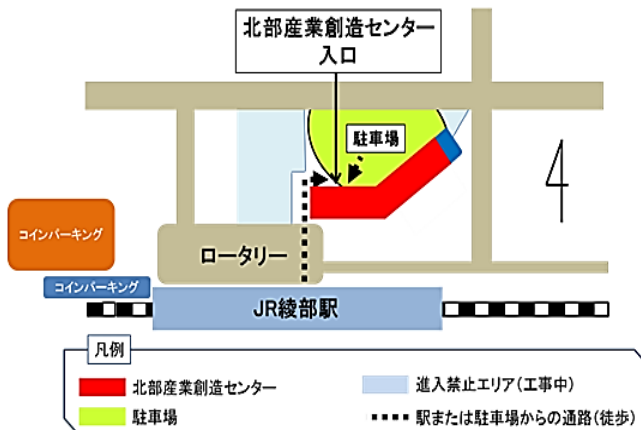 北部産業創造センター
入口
駐車場
コインパーキング
ロータリー
コインパーキング
JR綾部駅
凡例
北部産業創造センター
進入禁止エリア(工事中)
駐車場
駅または駐車場からの通路(徒歩)